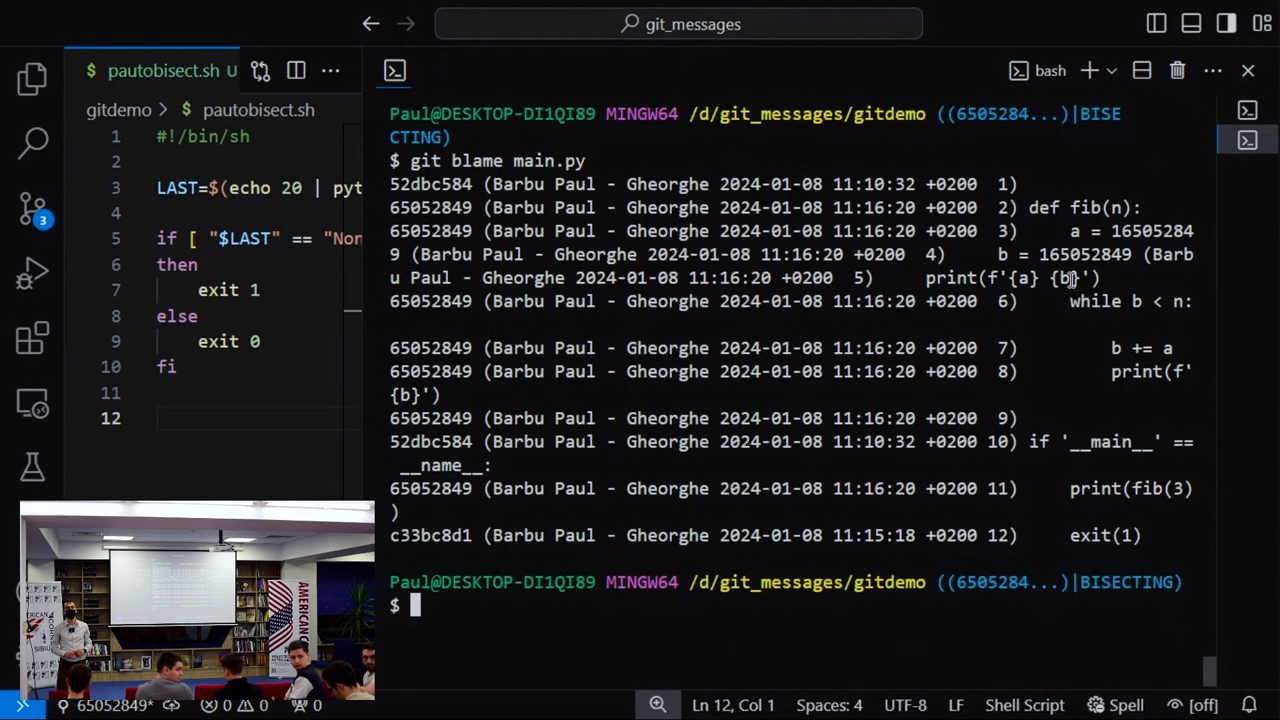 git_messages
$ pautobisect.sh U
bash
gitdemo > $ pautobisect.sh
1 #!/bin/sh
2
3 LAST=$(echo 20 | pyt
4
5 if [ "$LAST" == "Non
6 then
7 exit 1
8 else
9 exit 0
10 fi
11
12
Paul@DESKTOP-DI1QI89 MINGW64 /d/git_messages/gitdemo ((6505284...)|BISE
CTING)
$ git blame main.py
52dbc584 (Barbu Paul - Gheorghe 2024-01-08 11:10:32 +0200 1)
65052849 (Barbu Paul - Gheorghe 2024-01-08 11:16:20 +0200 2) def fib(n):
65052849 (Barbu Paul - Gheorghe 2024-01-08 11:16:20 +0200 3) a = 16505284
9 (Barbu Paul - Gheorghe 2024-01-08 11:16:20 +0200 4) b = 165052849 (Barb
u Paul - Gheorghe 2024-01-08 11:16:20 +0200 5) print(f'{a} {b}')
65052849 (Barbu Paul - Gheorghe 2024-01-08 11:16:20 +0200 6) while b < n:
65052849 (Barbu Paul - Gheorghe 2024-01-08 11:16:20 +0200 7) b += a
65052849 (Barbu Paul - Gheorghe 2024-01-08 11:16:20 +0200 8) print(f'
{b}')
65052849 (Barbu Paul - Gheorghe 2024-01-08 11:16:20 +0200 9)
52dbc584 (Barbu Paul - Gheorghe 2024-01-08 11:10:32 +0200 10) if '__main__' ==
__name__:
65052849 (Barbu Paul - Gheorghe 2024-01-08 11:16:20 +0200 11) print(fib(3)
)
c33bc8d1 (Barbu Paul - Gheorghe 2024-01-08 11:15:18 +0200 12) exit(1)
Paul@DESKTOP-DI1QI89 MINGW64 /d/git_messages/gitdemo ((6505284...)|BISECTING)
$
3
AMERICAN
SIBIU
65052849* 0 0 0 Ln 12, Col 1 Spaces: 4 UTF-8 LF Shell Script Spell [off]